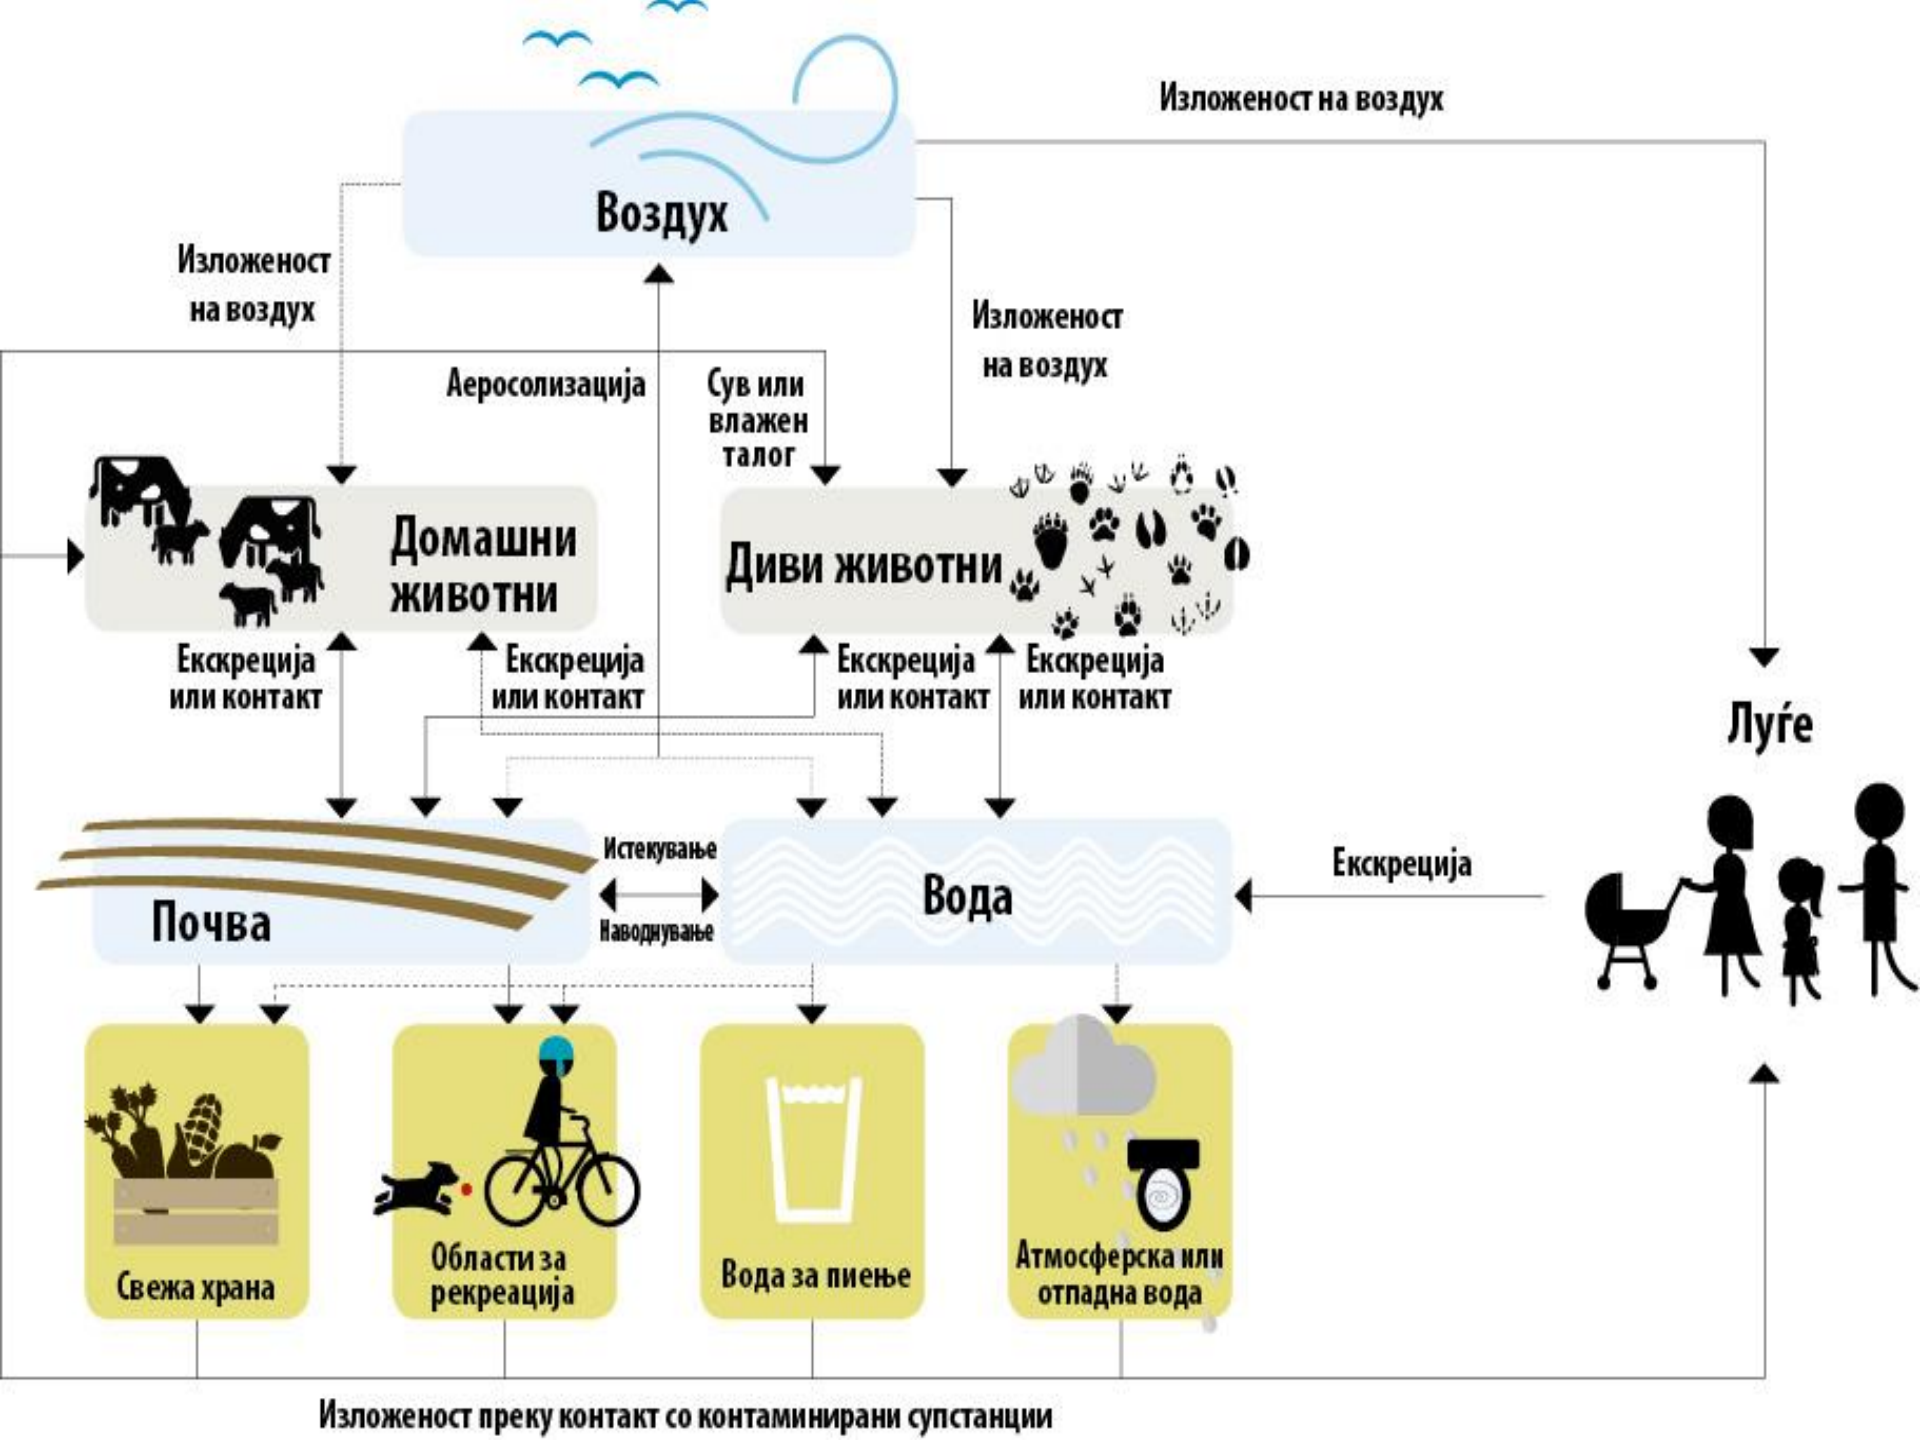 Изложеност на воздух
Воздух
Изложеност
на воздух
Изложеност
на воздух
Аеросолизација
Сув или
влажен
талог
Домашни
животни
Диви животни
Екскреција
или контакт
Екскреција
или контакт
Екскреција
или контакт
Екскреција
или контакт
Луѓе
Истекување
Наводнување
Почва
Вода
Екскреција
Свежа храна
Области за
рекреација
Вода за пиење
Атмосферска или
отпадна вода
Изложеност преку контакт со контаминирани супстанции